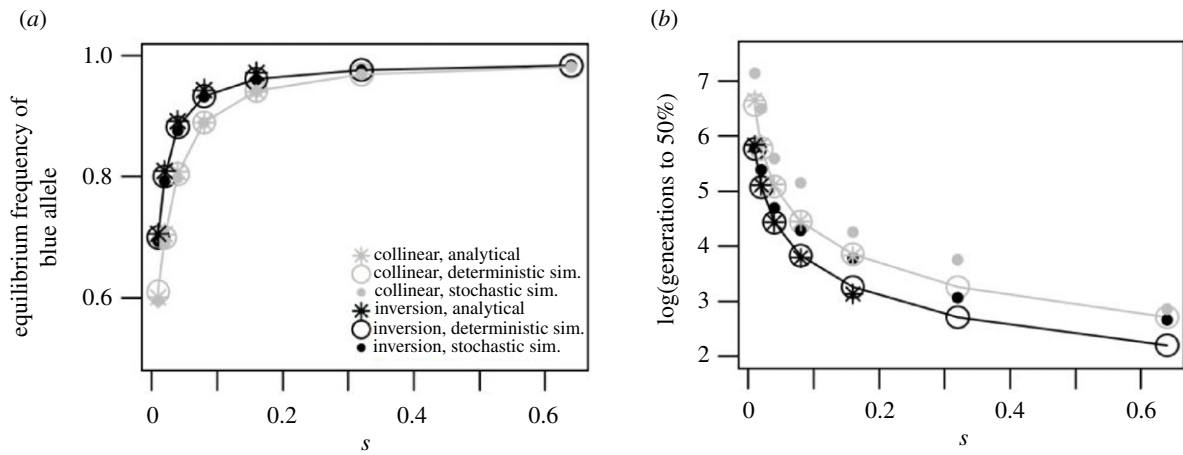 (a)
equilibrium frequency of
blue allele
1.0
0.8
0.6
collinear, analytical
collinear, deterministic sim.
collinear, stochastic sim.
inversion, analytical
inversion, deterministic sim.
inversion, stochastic sim.
0 0.2 0.4 0.6
s
(b)
log(generations to 50%)
7
6
5
4
3
2
0 0.2 0.4 0.6
s